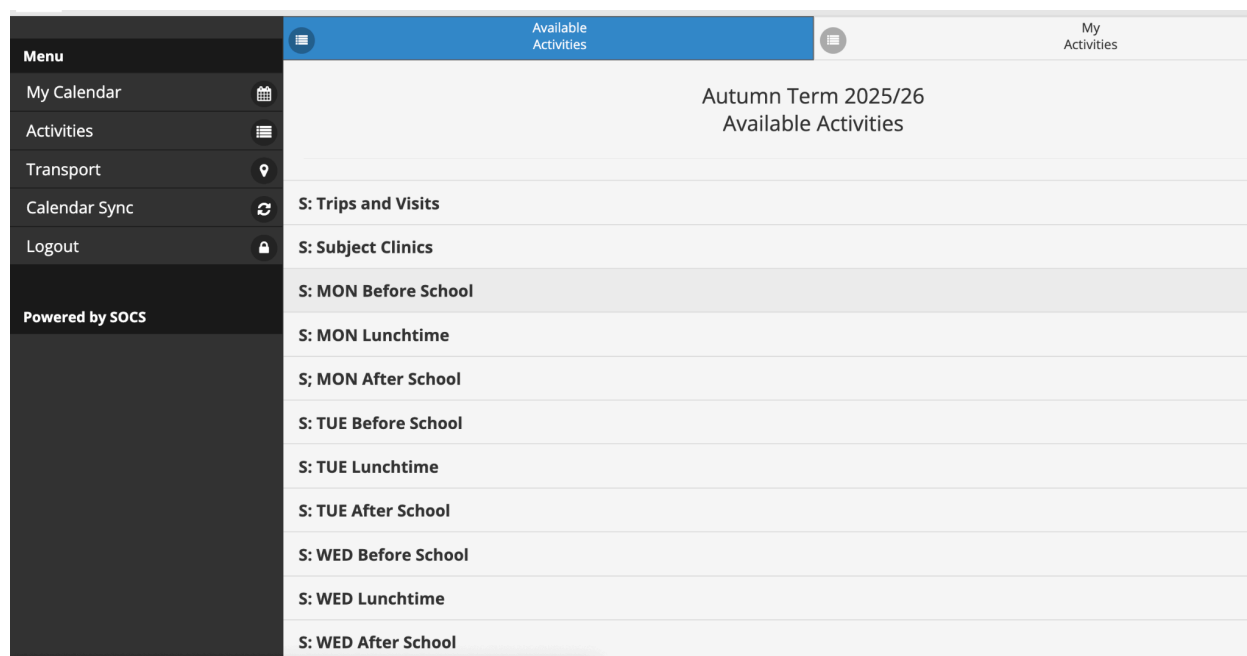 Menu
My Calendar
Activities
Transport
Calendar Sync
Logout
Powered by SOCS
Available
Activities
My
Activities
Autumn Term 2025/26
Available Activities
S: Trips and Visits
S: Subject Clinics
S: MON Before School
S: MON Lunchtime
S; MON After School
S: TUE Before School
S: TUE Lunchtime
S: TUE After School
S: WED Before School
S: WED Lunchtime
S: WED After School